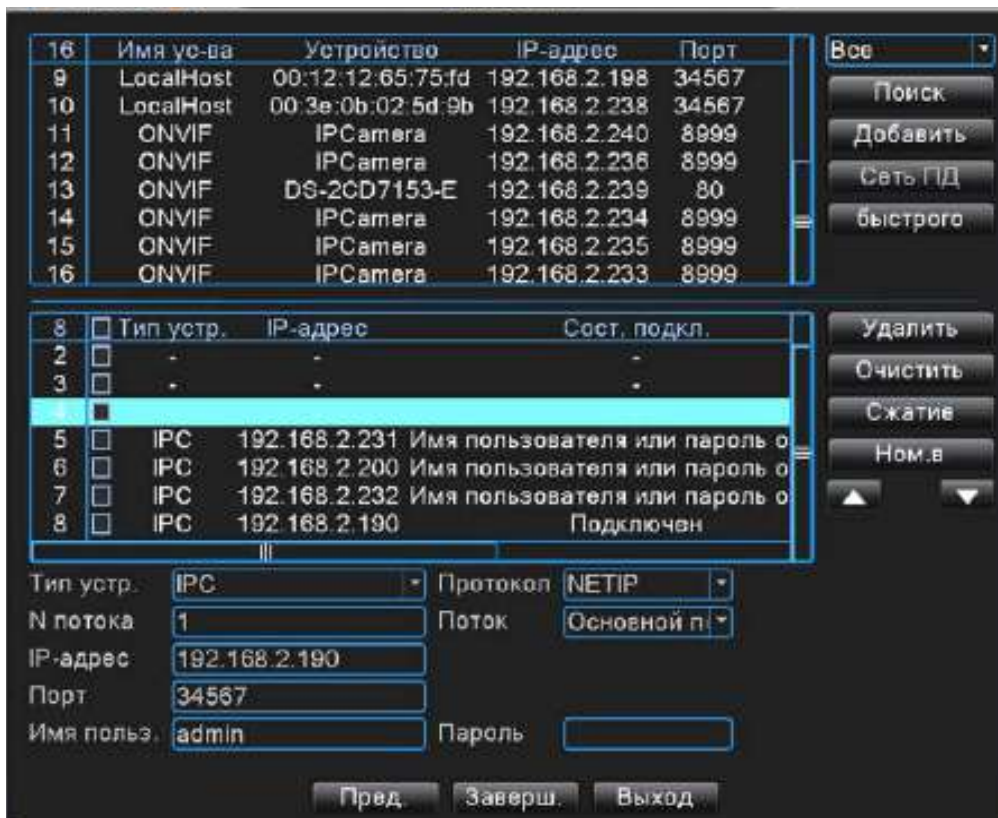 16 Имя ус-ва Устройство IP-адрес Порт Все
9 LocalHost 00:12:12:65:75:fd 192.168.2.198 34567
Поиск
10 LocalHost 00:3e:0b:02:5d:9b 192.168.2.238 34567
11 ONVIF IPCamera 192.168.2.240 8999 Добавить
12 ONVIF IPCamera 192.168.2.236 8999
Сеть ПД
13 ONVIF DS-2CD7153-E 192.168.2.239 80
14 ONVIF IPCamera 192.168.2.234 8999 быстрого
15 ONVIF IPCamera 192.168.2.235 8999
16 ONVIF IPCamera 192.168.2.233 8999
8 Тип устр. IP-адрес Сост. подкл. Удалить
2 - - -
Очистить
3 - - -
4 Сжатие
5 IPC 192.168.2.231 Имя пользователя или пароль о
Ном.в
6 IPC 192.168.2.200 Имя пользователя или пароль о
7 IPC 192.168.2.232 Имя пользователя или пароль о
8 IPC 192.168.2.190 Подключен
Тип устр. IPC Протокол NETIP
N потока 1 Поток Основной п
IP-адрес 192.168.2.190
Порт 34567
Имя польз. admin Пароль
Пред. Заверш. Выход